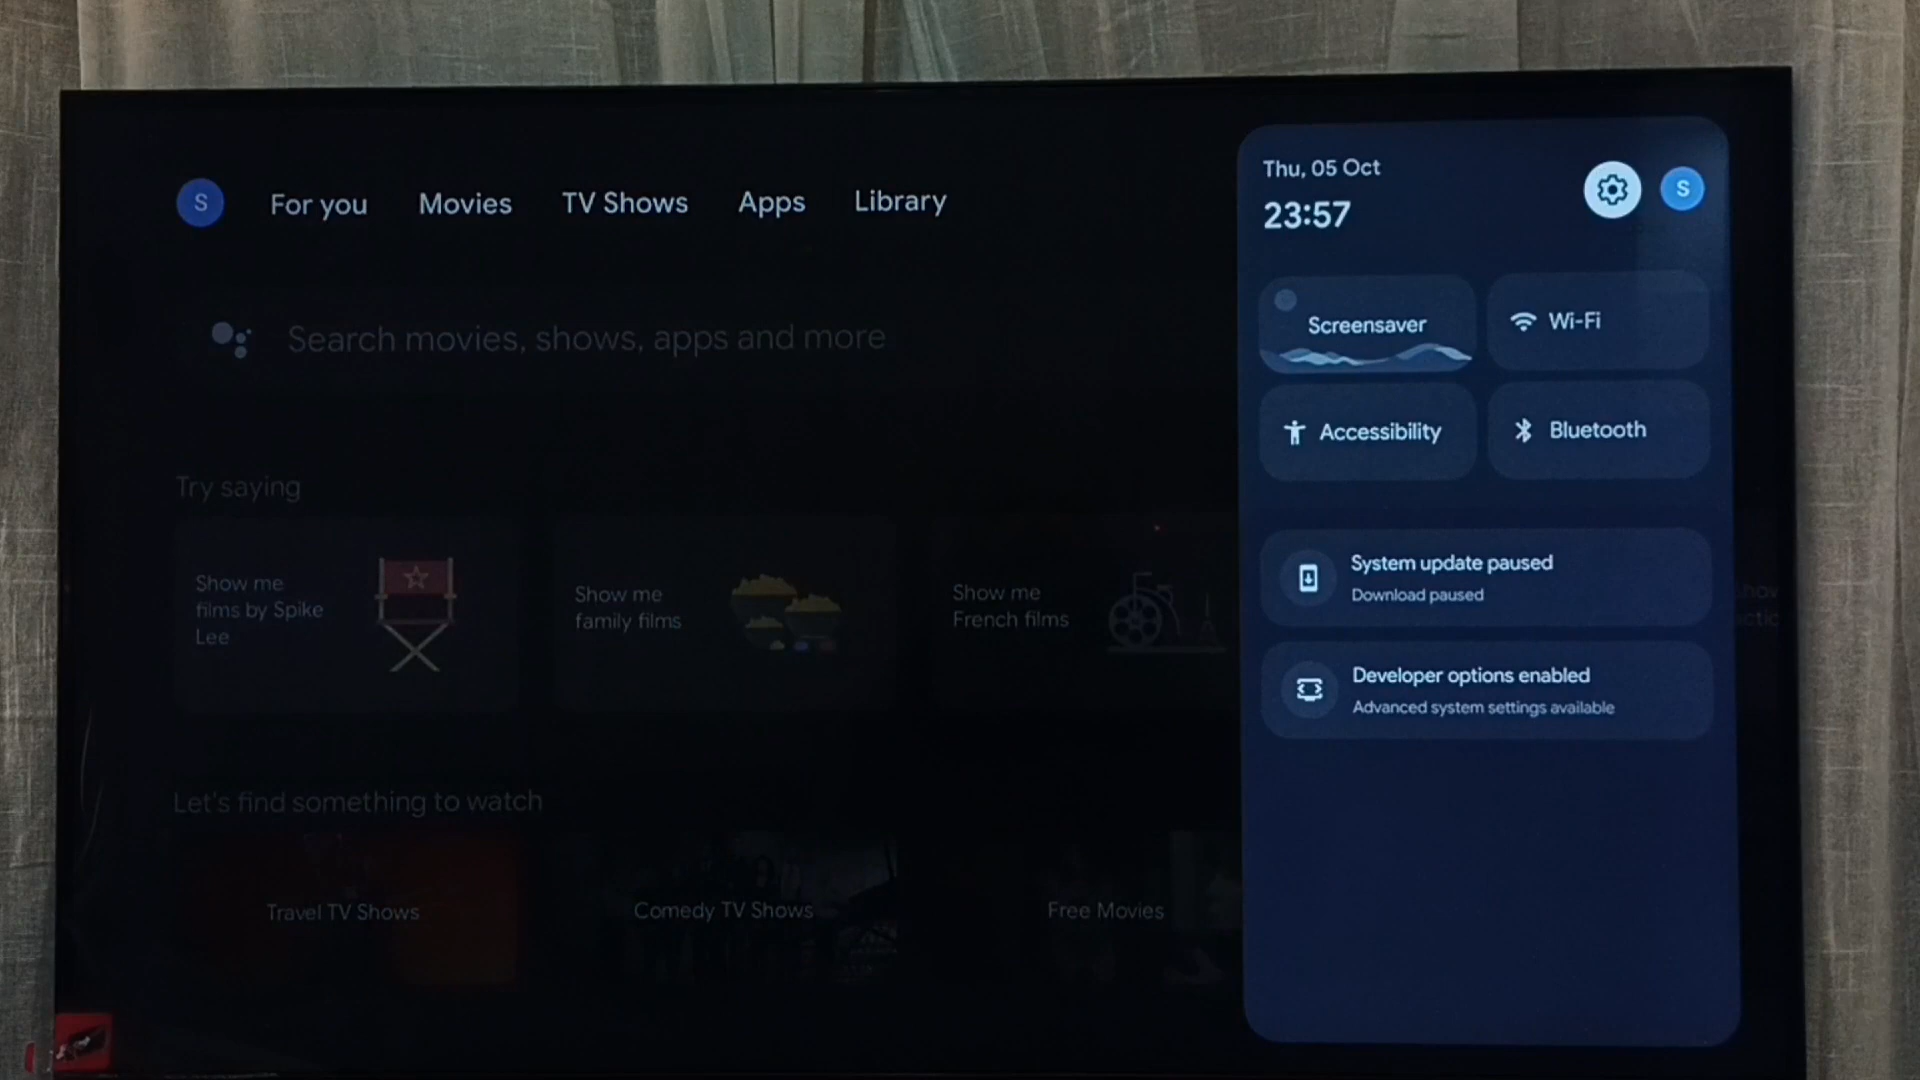 S
For you
Movies
TV Shows
Apps
Library
Search movies, shows, apps and more
Try saying
Show me
films by Spike
Lee
Show me
family films
Show me
French films
Let's find something to watch
Travel TV Shows
Comedy TV Shows
Free Movies
Thu, 05 Oct
23:57
S
Screensaver
Wi-Fi
Accessibility
Bluetooth
System update paused
Download paused
Developer options enabled
Advanced system settings available